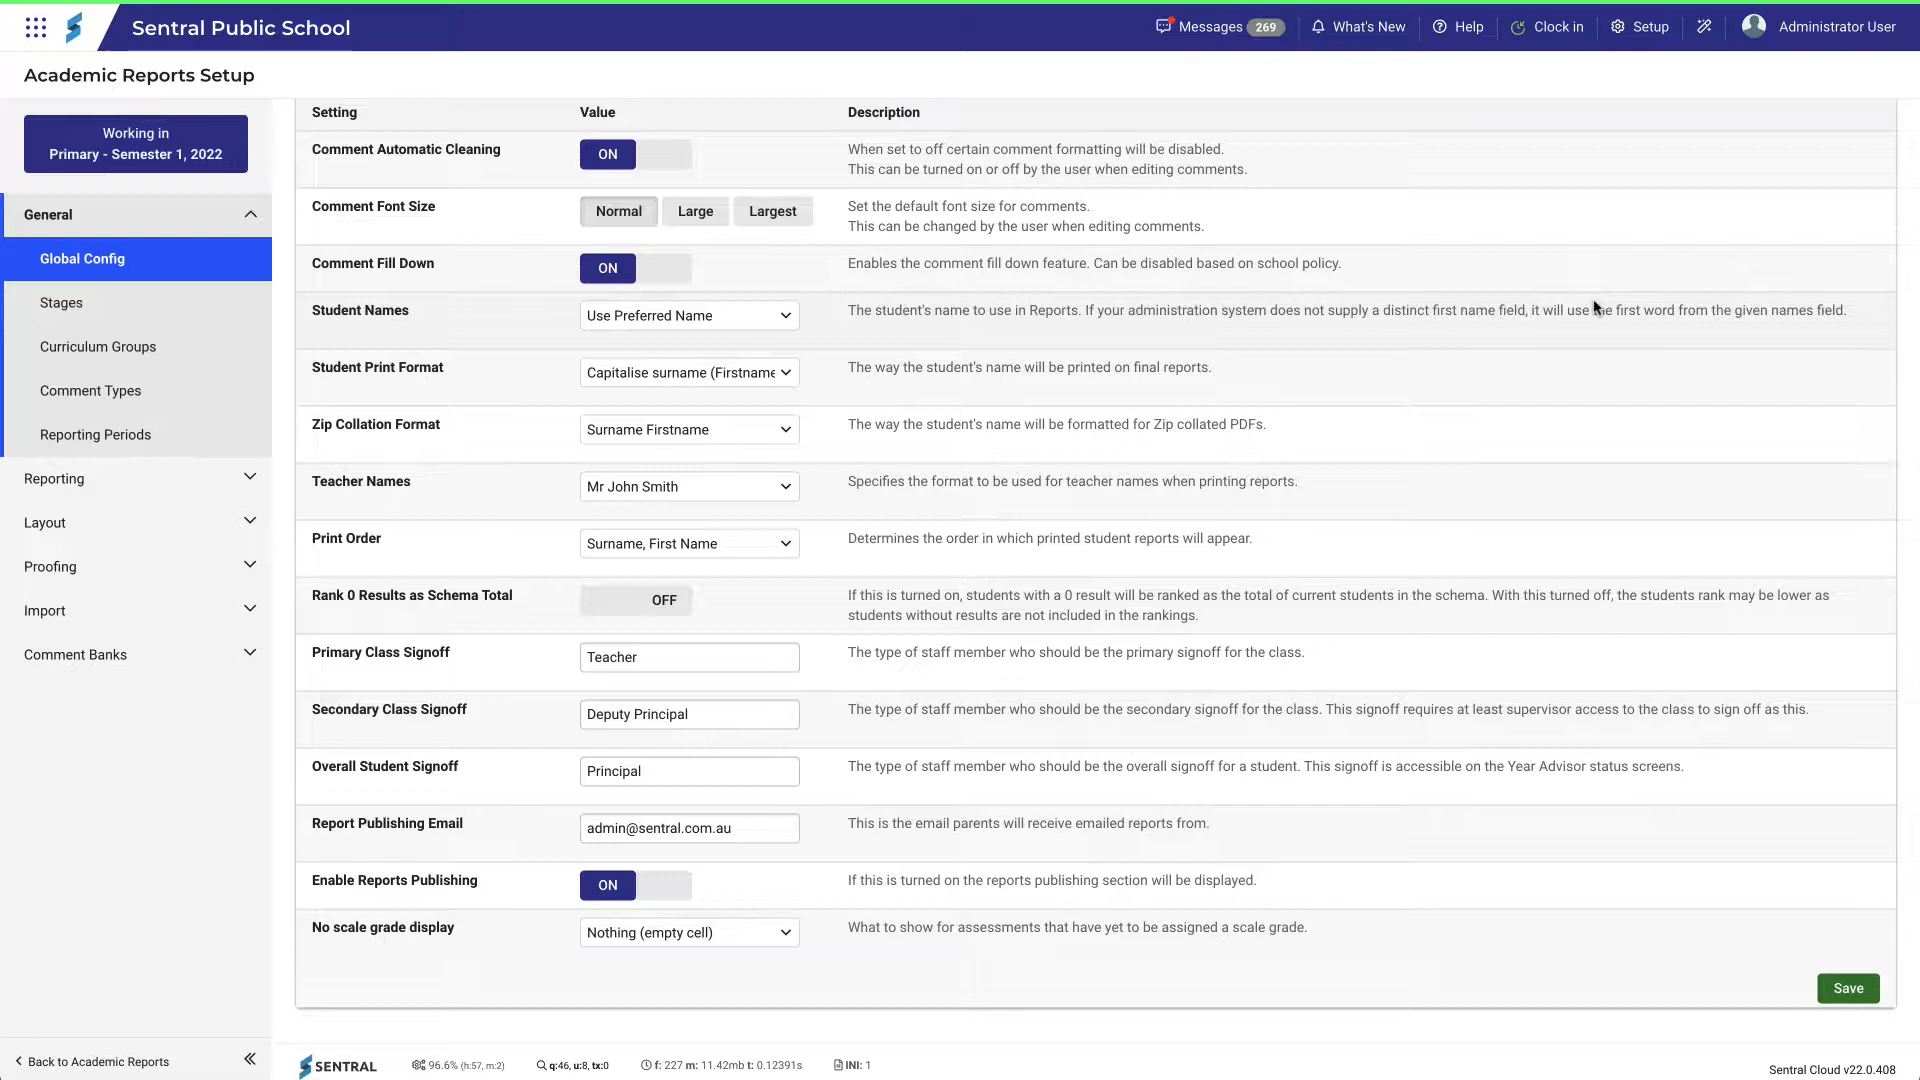 Sentral Public School
Messages 269
What's New
Help
Clock in
Setup
Administrator User
Academic Reports Setup
Working in
Primary - Semester 1, 2022
General
Global Config
Stages
Curriculum Groups
Comment Types
Reporting Periods
Reporting
Layout
Proofing
Import
Comment Banks
Back to Academic Reports
Setting Value Description
Comment Automatic Cleaning ON When set to off certain comment formatting will be disabled.
This can be turned on or off by the user when editing comments.
Comment Font Size Normal Large Largest Set the default font size for comments.
This can be changed by the user when editing comments.
Comment Fill Down ON Enables the comment fill down feature. Can be disabled based on school policy.
Student Names Use Preferred Name The student's name to use in Reports. If your administration system does not supply a distinct first name field, it will use the first word from the given names field.
Student Print Format Capitalise surname (Firstname The way the student's name will be printed on final reports.
Zip Collation Format Surname Firstname The way the student's name will be formatted for Zip collated PDFs.
Teacher Names Mr John Smith Specifies the format to be used for teacher names when printing reports.
Print Order Surname, First Name Determines the order in which printed student reports will appear.
Rank 0 Results as Schema Total OFF If this is turned on, students with a 0 result will be ranked as the total of current students in the schema. With this turned off, the students rank may be lower as
students without results are not included in the rankings.
Primary Class Signoff Teacher The type of staff member who should be the primary signoff for the class.
Secondary Class Signoff Deputy Principal The type of staff member who should be the secondary signoff for the class. This signoff requires at least supervisor access to the class to sign off as this.
Overall Student Signoff Principal The type of staff member who should be the overall signoff for a student. This signoff is accessible on the Year Advisor status screens.
Report Publishing Email admin@sentral.com.au This is the email parents will receive emailed reports from.
Enable Reports Publishing ON If this is turned on the reports publishing section will be displayed.
No scale grade display Nothing (empty cell) What to show for assessments that have yet to be assigned a scale grade.
Save
SENTRAL 96.6% (h:57, m:2) q:46, u:8, tx:0 f: 227 m: 11.42mb t: 0.12391s INI: 1
Sentral Cloud v22.0.408